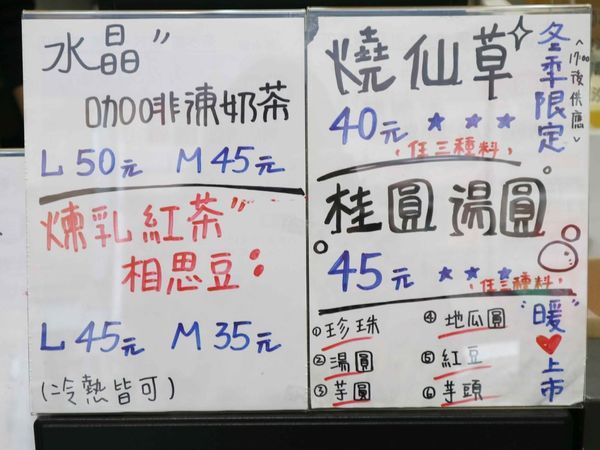 水晶"
咖啡凍奶茶
L 50元 M 45元
煉乳紅茶"
相思豆
L 45元 M 35元
(冷熱皆可)
燒仙草
40元 ★ ★ ★
任三種料
桂圓湯圓
45元 ★ ★ ★
任三種料
①珍珠
②湯圓
③芋圓
④地瓜圓
⑤紅豆
⑥芋頭
冬季限定
17:00後供應
"暖"♥上市